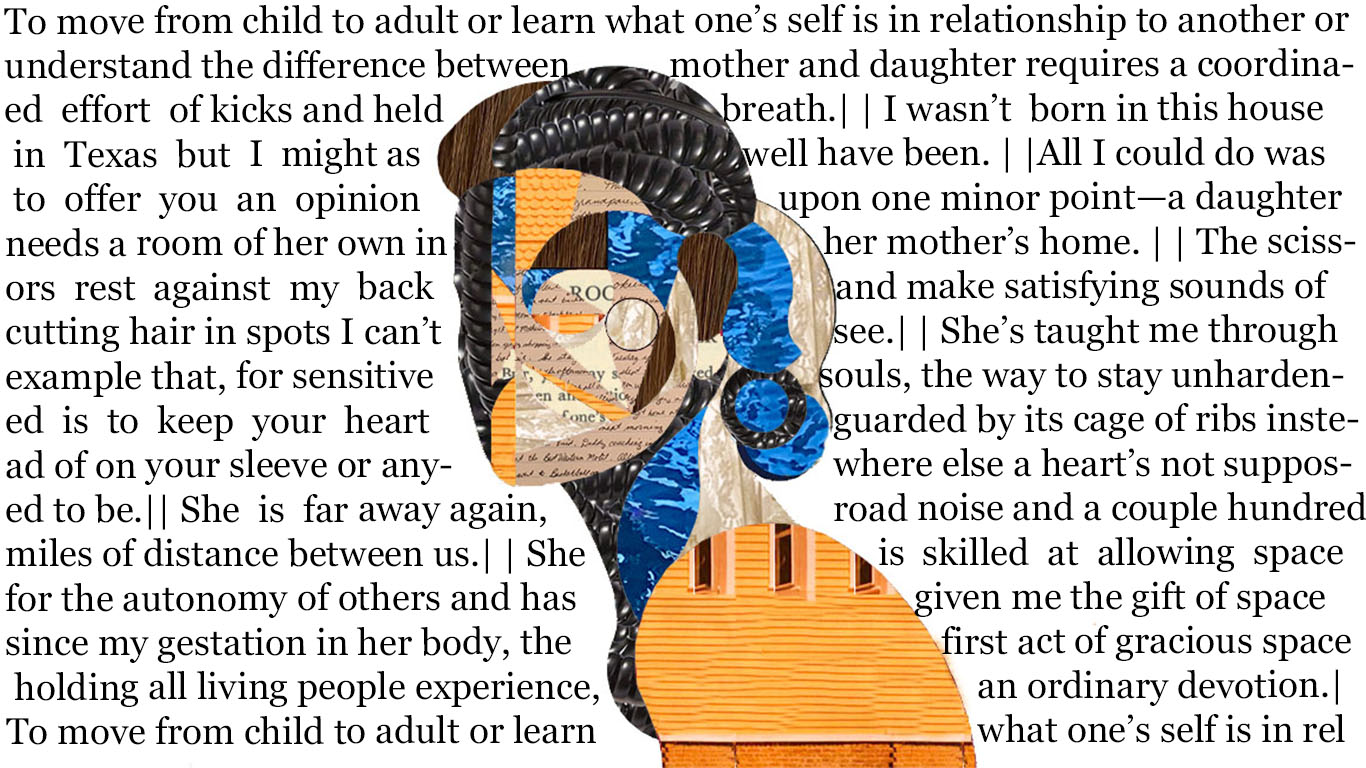 To move from child to adult or learn what one’s self is in relationship to another or
understand the difference between mother and daughter requires a coordina-
ed effort of kicks and held breath.| | I wasn’t born in this house
in Texas but I might as well have been. | |All I could do was
to offer you an opinion upon one minor point—a daughter
needs a room of her own in her mother’s home. | | The sciss-
ors rest against my back and make satisfying sounds of
cutting hair in spots I can’t see.| | She’s taught me through
example that, for sensitive souls, the way to stay unharden-
ed is to keep your heart guarded by its cage of ribs inste-
ad of on your sleeve or any- where else a heart’s not suppos-
ed to be.|| She is far away again, road noise and a couple hundred
miles of distance between us.| | She is skilled at allowing space
for the autonomy of others and has given me the gift of space
since my gestation in her body, the first act of gracious space
holding all living people experience, an ordinary devotion.|
To move from child to adult or learn what one’s self is in rel
ROC
en an
one's
next morning